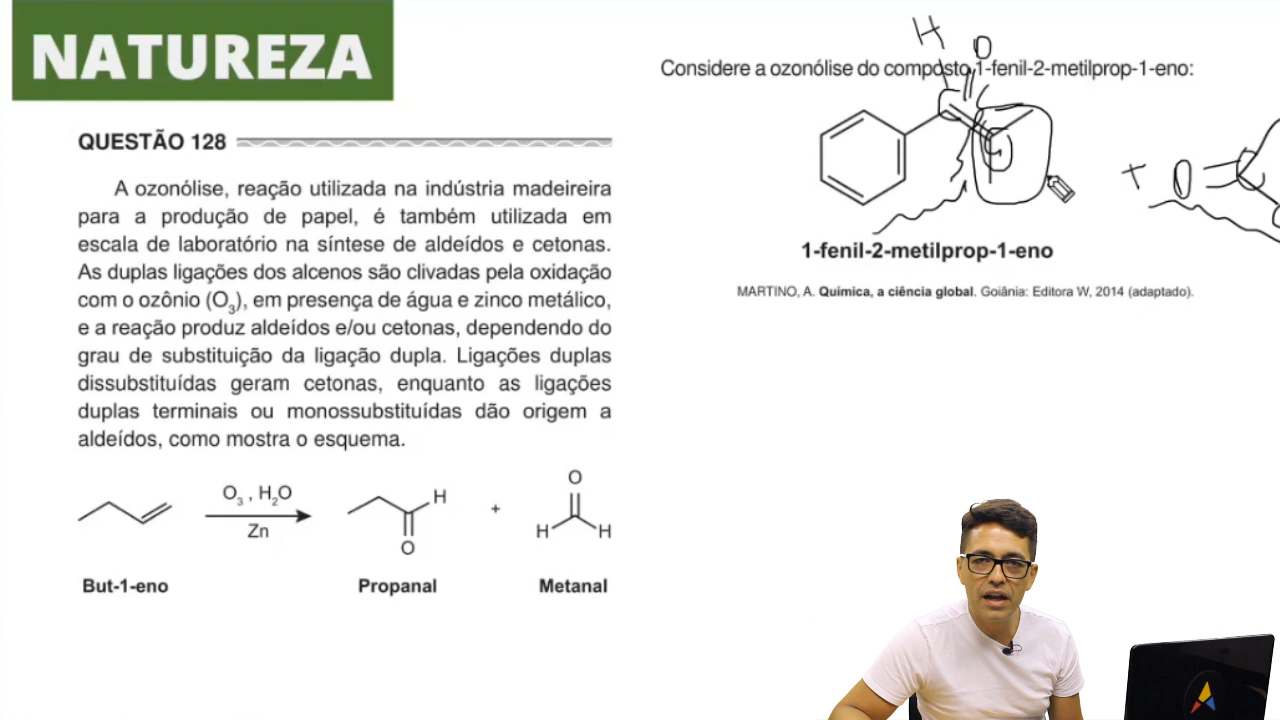 NATUREZA
QUESTÃO 128
A ozonólise, reação utilizada na indústria madeireira
para a produção de papel, é também utilizada em
escala de laboratório na síntese de aldeídos e cetonas.
As duplas ligações dos alcenos são clivadas pela oxidação
com o ozônio (O3), em presença de água e zinco metálico,
e a reação produz aldeídos e/ou cetonas, dependendo do
grau de substituição da ligação dupla. Ligações duplas
dissubstituídas geram cetonas, enquanto as ligações
duplas terminais ou monossubstituídas dão origem a
aldeídos, como mostra o esquema.
O3 , H2O
Zn
H
O
+
O
H H
But-1-eno
Propanal
Metanal
Considere a ozonólise do composto 1-fenil-2-metilprop-1-eno:
H
O
+ O
1-fenil-2-metilprop-1-eno
MARTINO, A. Química, a ciência global. Goiânia: Editora W, 2014 (adaptado).